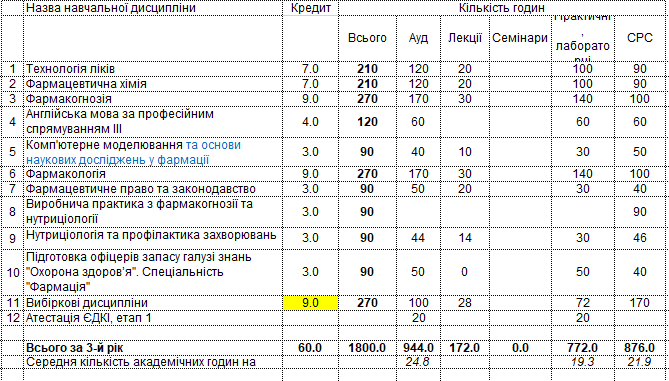 Назва навчальної дисципліни Кредит Кількість годин
Всього Ауд Лекції Семінари Практичні, лаборато рні СРС
1 Технологія ліків 7.0 210 120 20 100 90
2 Фармацевтична хімія 7.0 210 120 20 100 90
3 Фармакогнозія 9.0 270 170 30 140 100
4 Англійська мова за професійним спрямуванням ІІІ 4.0 120 60 60 60
5 Комп'ютерне моделювання та основи наукових досліджень у фармації 3.0 90 40 10 30 50
6 Фармакологія 9.0 270 170 30 140 100
7 Фармацевтичне право та законодавство 3.0 90 50 20 30 40
8 Виробнича практика з фармакогнозії та нутриціології 3.0 90 90
9 Нутриціологія та профілактика захворювань 3.0 90 44 14 30 46
10 Підготовка офіцерів запасу галузі знань "Охорона здоров'я". Спеціальність "Фармація" 3.0 90 50 0 50 40
11 Вибіркові дисципліни 9.0 270 100 28 72 170
12 Атестація ЄДКІ, етап 1 20 20
Всього за 3-й рік 60.0 1800.0 944.0 172.0 0.0 772.0 876.0
Середня кількість академічних годин на 24.8 19.3 21.9